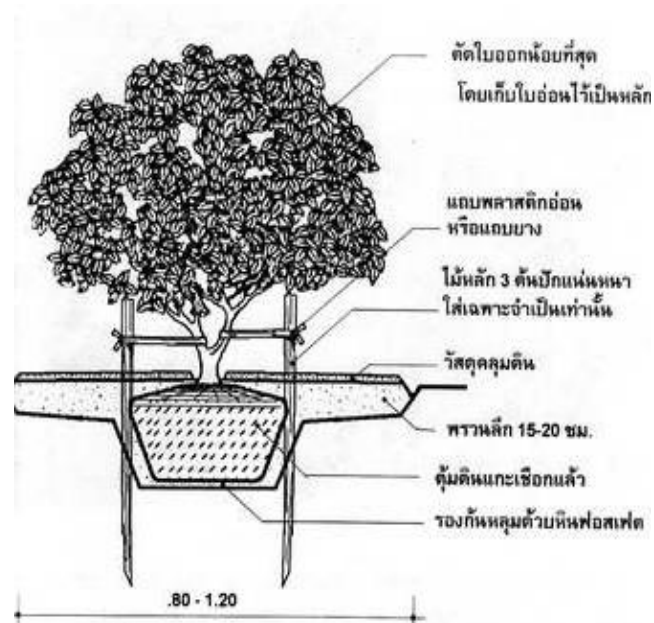 ตัดใบออกน้อยที่สุด
โดยเก็บใบอ่อนไว้เป็นหลัก
แถบพลาสติกอ่อน
หรือแถบยาง
ไม้หลัก 3 ต้นปักแน่นหนา
ใส่เฉพาะจำเป็นเท่านั้น
วัสดุคลุมดิน
พรวนลึก 15-20 ซม.
ตุ้มดินแกะเชือกแล้ว
รองก้นหลุมด้วยหินฟอสเฟต
.80 - 1.20